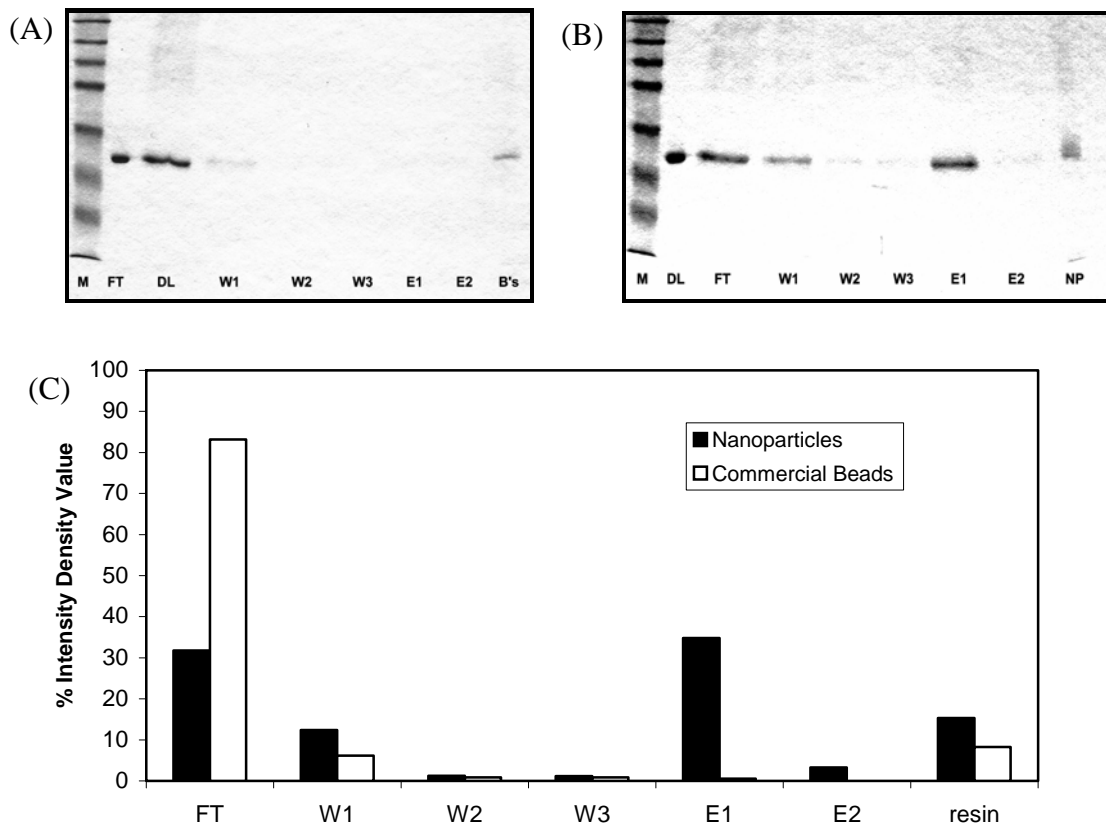 (A)
M FT DL W1 W2 W3 E1 E2 B's
(B)
M DL FT W1 W2 W3 E1 E2 NP
(C)
% Intensity Density Value
100
90
80
70
60
50
40
30
20
10
0
Nanoparticles
Commercial Beads
FT W1 W2 W3 E1 E2 resin